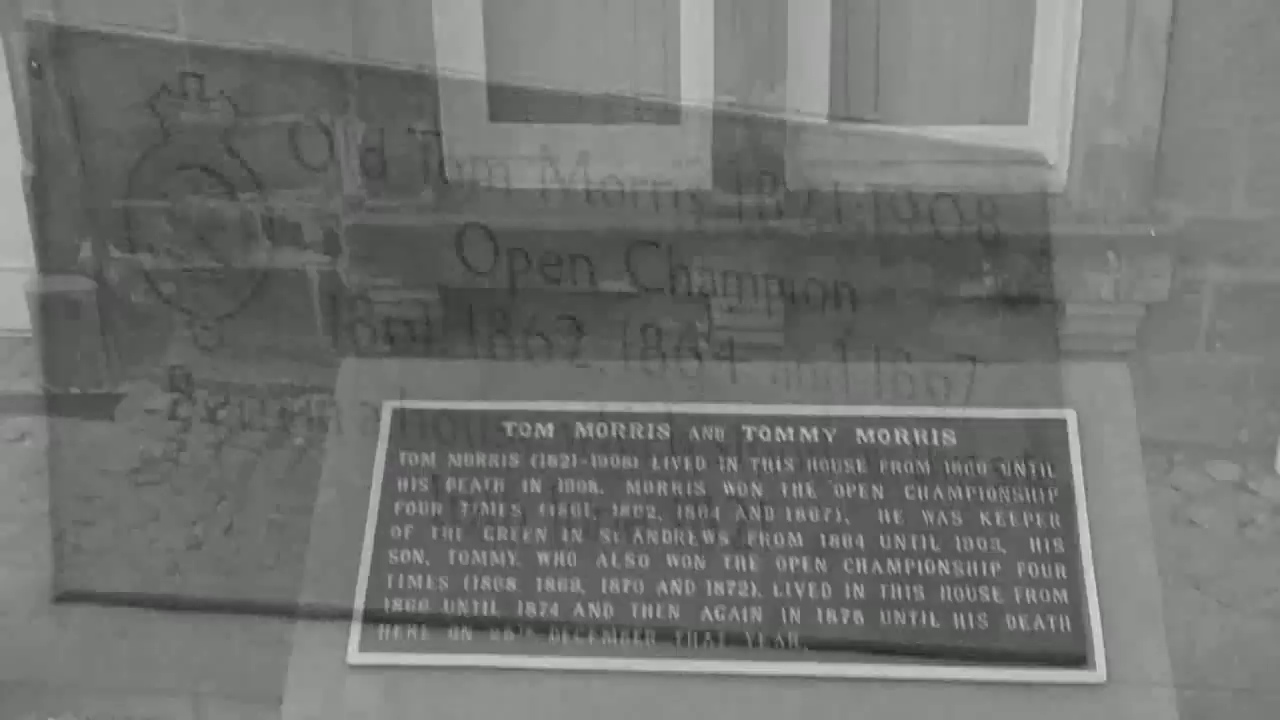 Old Tom Morris 1821-1908
Open Champion
1861, 1862, 1864 and 1867
TOM MORRIS AND TOMMY MORRIS
TOM MORRIS (1821-1908) LIVED IN THIS HOUSE FROM 1866 UNTIL
HIS DEATH IN 1908. MORRIS WON THE OPEN CHAMPIONSHIP
FOUR TIMES (1861, 1862, 1864 AND 1867). HE WAS KEEPER
OF THE GREEN IN St ANDREWS FROM 1864 UNTIL 1903. HIS
SON, TOMMY, WHO ALSO WON THE OPEN CHAMPIONSHIP FOUR
TIMES (1868, 1869, 1870 AND 1872), LIVED IN THIS HOUSE FROM
1866 UNTIL 1874 AND THEN AGAIN IN 1875 UNTIL HIS DEATH
HERE ON 25th DECEMBER THAT YEAR.